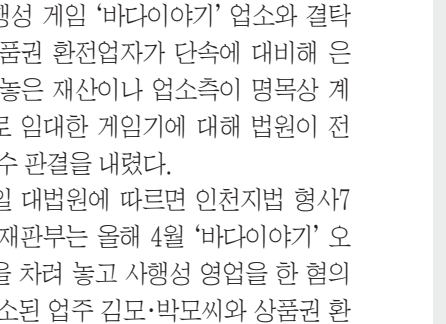 행성 게임 ‘바다이야기’ 업소와 결탁
품권 환전업자가 단속에 대비해 은
놓은 재산이나 업소측이 명목상 계
로 임대한 게임기에 대해 법원이 전
수 판결을 내렸다.
일 대법원에 따르면 인천지법 형사7
재판부는 올해 4월 ‘바다이야기’ 오
을 차려 놓고 사행성 영업을 한 혐의
소된 업주 김모·박모씨와 상품권 환